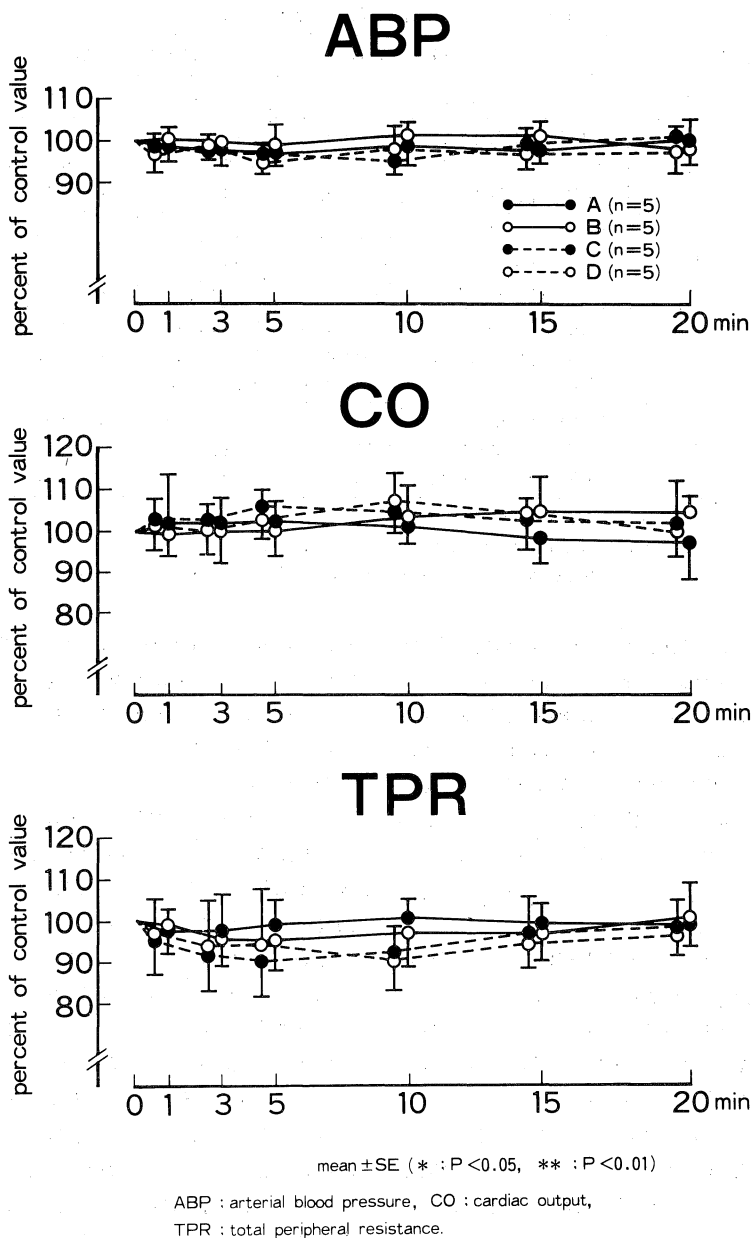 ABP
percent of control value
110
100
90
A (n=5)
B (n=5)
C (n=5)
D (n=5)
0 1 3 5 10 15 20 min
CO
percent of control value
120
110
100
90
80
0 1 3 5 10 15 20 min
TPR
percent of control value
120
110
100
90
80
0 1 3 5 10 15 20 min
mean±SE (* : P<0.05, ** : P<0.01)
ABP : arterial blood pressure, CO : cardiac output,
TPR : total peripheral resistance.